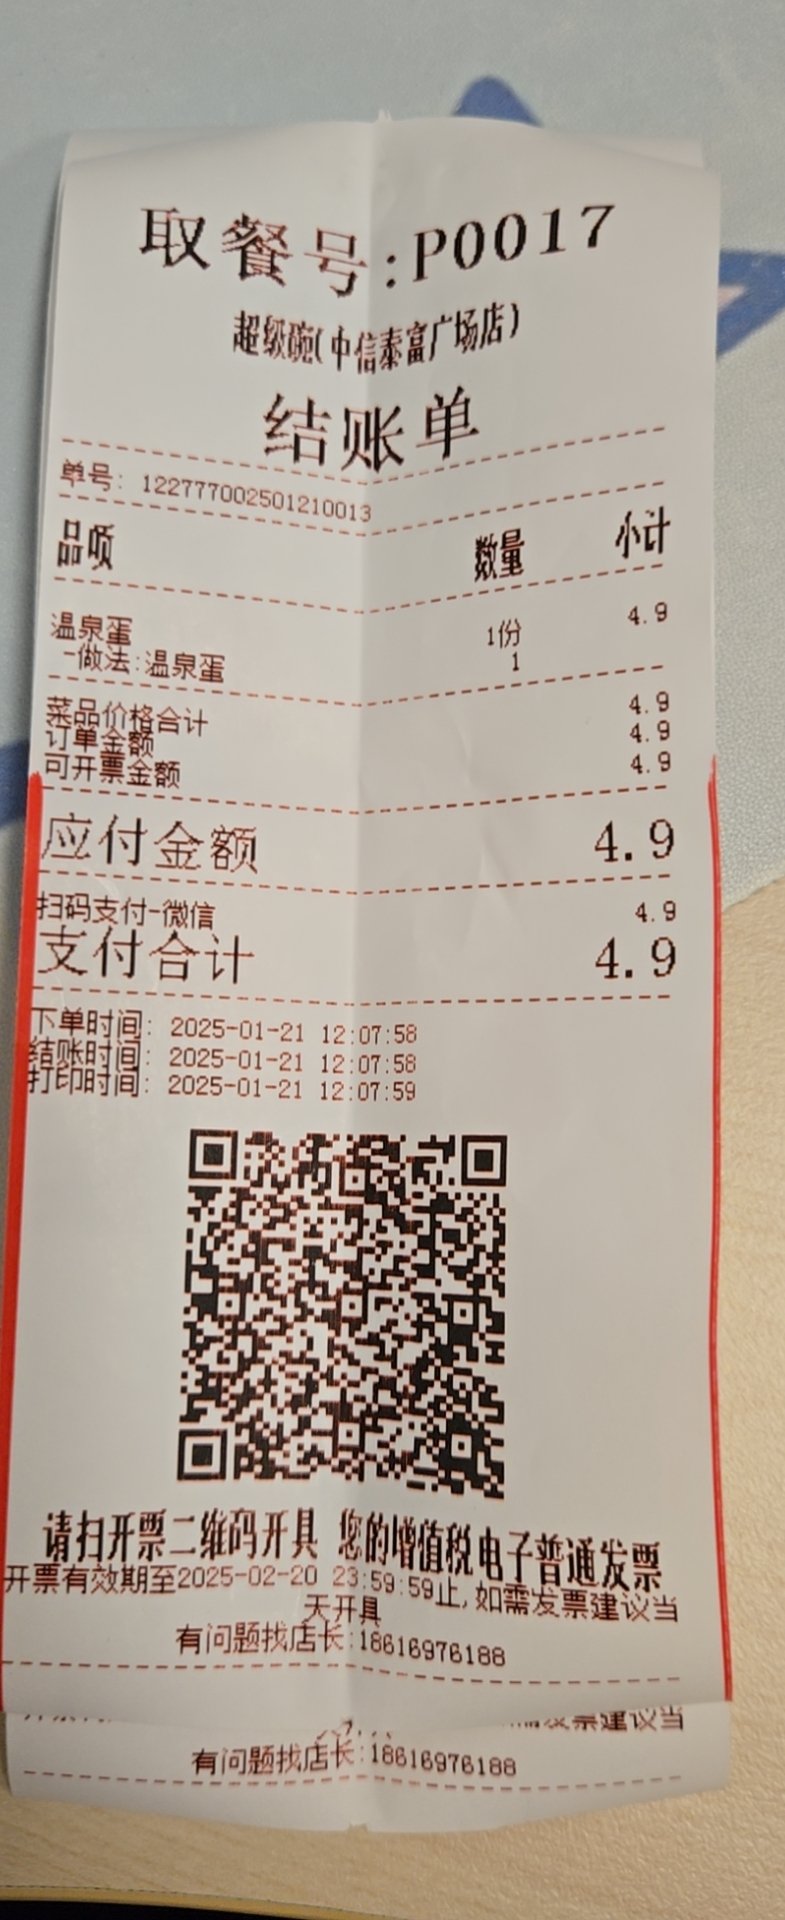 取餐号:P0017
超级碗(中信泰富广场店)
结账单
单号: 122777002501210013
品项 数量 小计
温泉蛋 1份 4.9
-做法:温泉蛋 1
菜品价格合计 4.9
订单金额 4.9
可开票金额 4.9
应付金额 4.9
扫码支付-微信 4.9
支付合计 4.9
下单时间: 2025-01-21 12:07:58
结账时间: 2025-01-21 12:07:58
打印时间: 2025-01-21 12:07:59
请扫开票二维码开具 您的增值税电子普通发票
开票有效期至2025-02-20 23:59:59止,如需发票建议当
天开具
有问题找店长:18616976188
需发票建议当
有问题找店长:18616976188